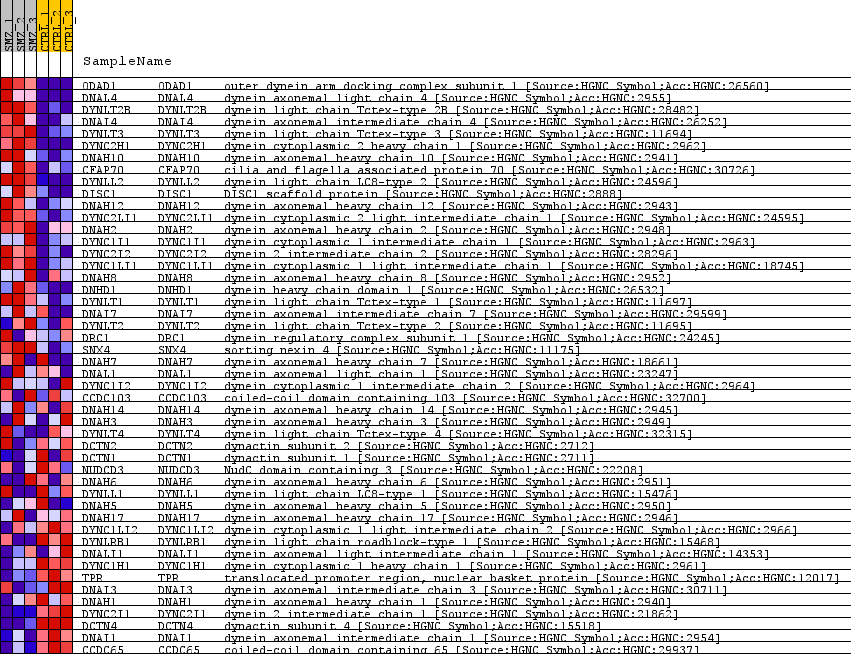 SMZ_1
SMZ_2
SMZ_3
CTRL_1
CTRL_2
CTRL_3
SampleName
ODAD1 ODAD1 outer dynein arm docking complex subunit 1 [Source:HGNC Symbol;Acc:HGNC:26560]
DNAL4 DNAL4 dynein axonemal light chain 4 [Source:HGNC Symbol;Acc:HGNC:2955]
DYNLT2B DYNLT2B dynein light chain Tctex-type 2B [Source:HGNC Symbol;Acc:HGNC:28482]
DNAI4 DNAI4 dynein axonemal intermediate chain 4 [Source:HGNC Symbol;Acc:HGNC:26252]
DYNLT3 DYNLT3 dynein light chain Tctex-type 3 [Source:HGNC Symbol;Acc:HGNC:11694]
DYNC2H1 DYNC2H1 dynein cytoplasmic 2 heavy chain 1 [Source:HGNC Symbol;Acc:HGNC:2962]
DNAH10 DNAH10 dynein axonemal heavy chain 10 [Source:HGNC Symbol;Acc:HGNC:2941]
CFAP70 CFAP70 cilia and flagella associated protein 70 [Source:HGNC Symbol;Acc:HGNC:30726]
DYNLL2 DYNLL2 dynein light chain LC8-type 2 [Source:HGNC Symbol;Acc:HGNC:24596]
DISC1 DISC1 DISC1 scaffold protein [Source:HGNC Symbol;Acc:HGNC:2888]
DNAH12 DNAH12 dynein axonemal heavy chain 12 [Source:HGNC Symbol;Acc:HGNC:2943]
DYNC2LI1 DYNC2LI1 dynein cytoplasmic 2 light intermediate chain 1 [Source:HGNC Symbol;Acc:HGNC:24595]
DNAH2 DNAH2 dynein axonemal heavy chain 2 [Source:HGNC Symbol;Acc:HGNC:2948]
DYNC1I1 DYNC1I1 dynein cytoplasmic 1 intermediate chain 1 [Source:HGNC Symbol;Acc:HGNC:2963]
DYNC2I2 DYNC2I2 dynein 2 intermediate chain 2 [Source:HGNC Symbol;Acc:HGNC:28296]
DYNC1LI1 DYNC1LI1 dynein cytoplasmic 1 light intermediate chain 1 [Source:HGNC Symbol;Acc:HGNC:18745]
DNAH8 DNAH8 dynein axonemal heavy chain 8 [Source:HGNC Symbol;Acc:HGNC:2952]
DNHD1 DNHD1 dynein heavy chain domain 1 [Source:HGNC Symbol;Acc:HGNC:26532]
DYNLT1 DYNLT1 dynein light chain Tctex-type 1 [Source:HGNC Symbol;Acc:HGNC:11697]
DNAI7 DNAI7 dynein axonemal intermediate chain 7 [Source:HGNC Symbol;Acc:HGNC:29599]
DYNLT2 DYNLT2 dynein light chain Tctex-type 2 [Source:HGNC Symbol;Acc:HGNC:11695]
DRC1 DRC1 dynein regulatory complex subunit 1 [Source:HGNC Symbol;Acc:HGNC:24245]
SNX4 SNX4 sorting nexin 4 [Source:HGNC Symbol;Acc:HGNC:11175]
DNAH7 DNAH7 dynein axonemal heavy chain 7 [Source:HGNC Symbol;Acc:HGNC:18661]
DNAL1 DNAL1 dynein axonemal light chain 1 [Source:HGNC Symbol;Acc:HGNC:23247]
DYNC1I2 DYNC1I2 dynein cytoplasmic 1 intermediate chain 2 [Source:HGNC Symbol;Acc:HGNC:2964]
CCDC103 CCDC103 coiled-coil domain containing 103 [Source:HGNC Symbol;Acc:HGNC:32700]
DNAH14 DNAH14 dynein axonemal heavy chain 14 [Source:HGNC Symbol;Acc:HGNC:2945]
DNAH3 DNAH3 dynein axonemal heavy chain 3 [Source:HGNC Symbol;Acc:HGNC:2949]
DYNLT4 DYNLT4 dynein light chain Tctex-type 4 [Source:HGNC Symbol;Acc:HGNC:32315]
DCTN2 DCTN2 dynactin subunit 2 [Source:HGNC Symbol;Acc:HGNC:2712]
DCTN1 DCTN1 dynactin subunit 1 [Source:HGNC Symbol;Acc:HGNC:2711]
NUDCD3 NUDCD3 NudC domain containing 3 [Source:HGNC Symbol;Acc:HGNC:22208]
DNAH6 DNAH6 dynein axonemal heavy chain 6 [Source:HGNC Symbol;Acc:HGNC:2951]
DYNLL1 DYNLL1 dynein light chain LC8-type 1 [Source:HGNC Symbol;Acc:HGNC:15476]
DNAH5 DNAH5 dynein axonemal heavy chain 5 [Source:HGNC Symbol;Acc:HGNC:2950]
DNAH17 DNAH17 dynein axonemal heavy chain 17 [Source:HGNC Symbol;Acc:HGNC:2946]
DYNC1LI2 DYNC1LI2 dynein cytoplasmic 1 light intermediate chain 2 [Source:HGNC Symbol;Acc:HGNC:2966]
DYNLRB1 DYNLRB1 dynein light chain roadblock-type 1 [Source:HGNC Symbol;Acc:HGNC:15468]
DNALI1 DNALI1 dynein axonemal light intermediate chain 1 [Source:HGNC Symbol;Acc:HGNC:14353]
DYNC1H1 DYNC1H1 dynein cytoplasmic 1 heavy chain 1 [Source:HGNC Symbol;Acc:HGNC:2961]
TPR TPR translocated promoter region, nuclear basket protein [Source:HGNC Symbol;Acc:HGNC:12017]
DNAI3 DNAI3 dynein axonemal intermediate chain 3 [Source:HGNC Symbol;Acc:HGNC:30711]
DNAH1 DNAH1 dynein axonemal heavy chain 1 [Source:HGNC Symbol;Acc:HGNC:2940]
DYNC2I1 DYNC2I1 dynein 2 intermediate chain 1 [Source:HGNC Symbol;Acc:HGNC:21862]
DCTN4 DCTN4 dynactin subunit 4 [Source:HGNC Symbol;Acc:HGNC:15518]
DNAI1 DNAI1 dynein axonemal intermediate chain 1 [Source:HGNC Symbol;Acc:HGNC:2954]
CCDC65 CCDC65 coiled-coil domain containing 65 [Source:HGNC Symbol;Acc:HGNC:29937]